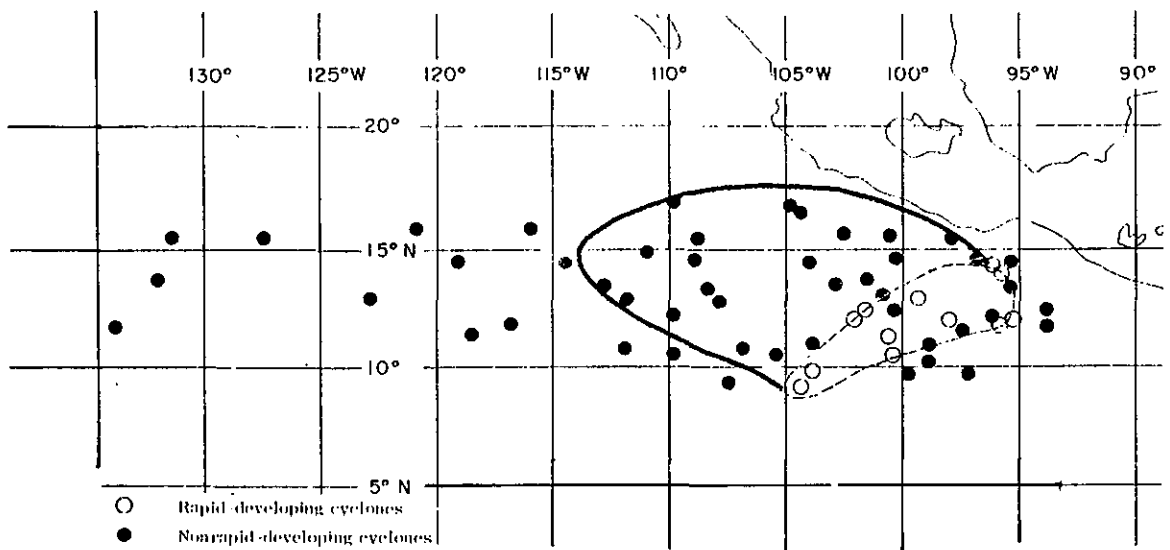 130° 125°W 120° 115°W 110° 105°W 100° 95°W 90°
20°
15°N
10°
5° N
Rapid-developing cyclones
Nonrapid-developing cyclones